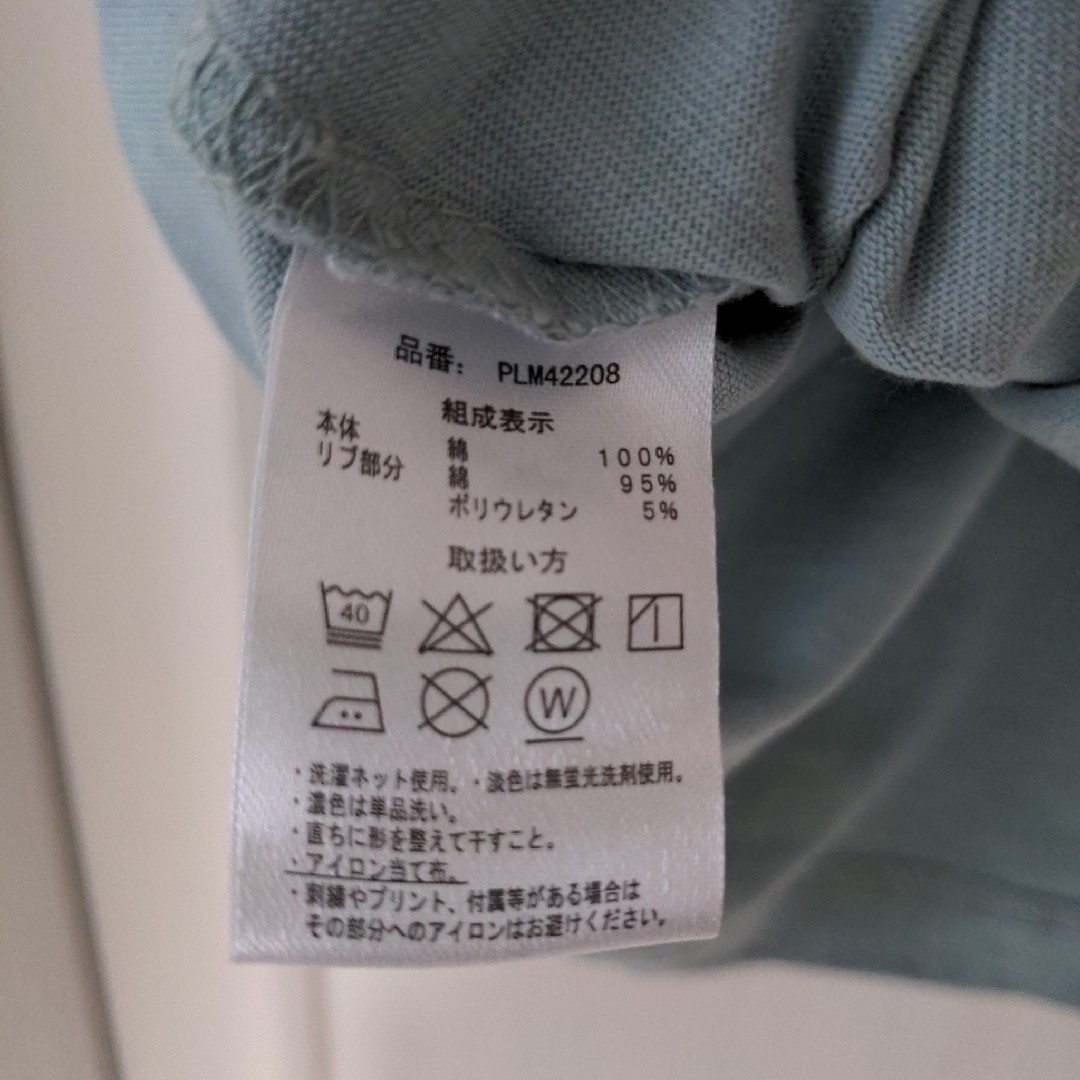 品番: PLM42208
組成表示
本体 綿 100%
リブ部分 綿 95%
ポリウレタン 5%
取扱い方
40
W
・洗濯ネット使用。・淡色は無蛍光洗剤使用。
・濃色は単品洗い。
・直ちに形を整えて干すこと。
・アイロン当て布。
・刺繍やプリント、付属等がある場合は
その部分へのアイロンはお避けください。